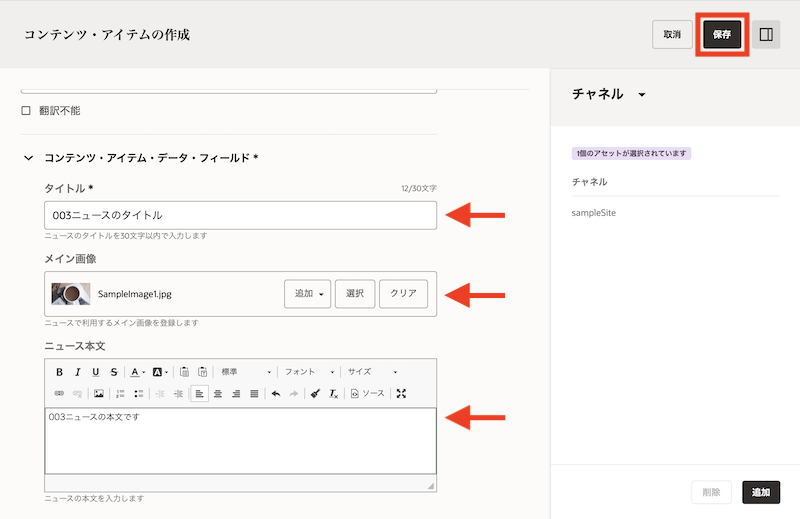 コンテンツ・アイテムの作成
取消
保存
翻訳不能
コンテンツ・アイテム・データ・フィールド *
タイトル *
12/30文字
003ニュースのタイトル
ニュースのタイトルを30文字以内で入力します
メイン画像
SampleImage1.jpg
追加
選択
クリア
ニュースで利用するメイン画像を登録します
ニュース本文
B I U S A A 標準 フォント サイズ
ソース
003ニュースの本文です
ニュースの本文を入力します
チャネル
1個のアセットが選択されています
チャネル
sampleSite
削除
追加